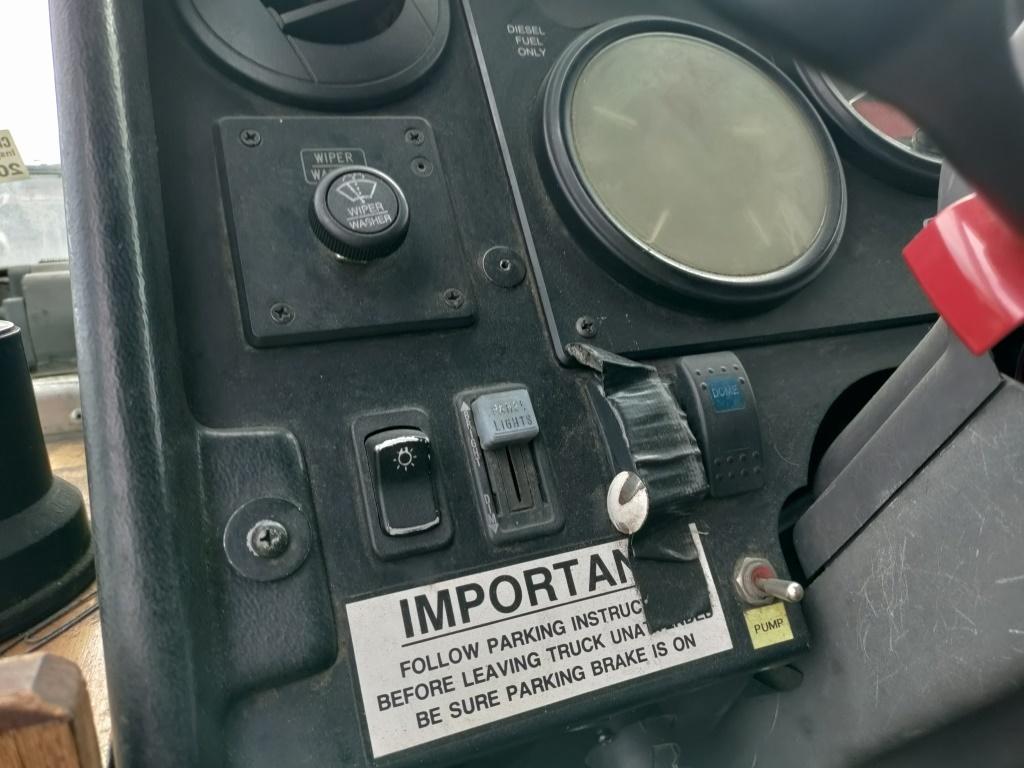 DIESEL
FUEL
ONLY
WIPER
WIPER
WASHER
PANEL
LIGHTS
DOME
IMPORTAN
FOLLOW PARKING INSTRUC
BEFORE LEAVING TRUCK UNATTENDED
BE SURE PARKING BRAKE IS ON
PUMP